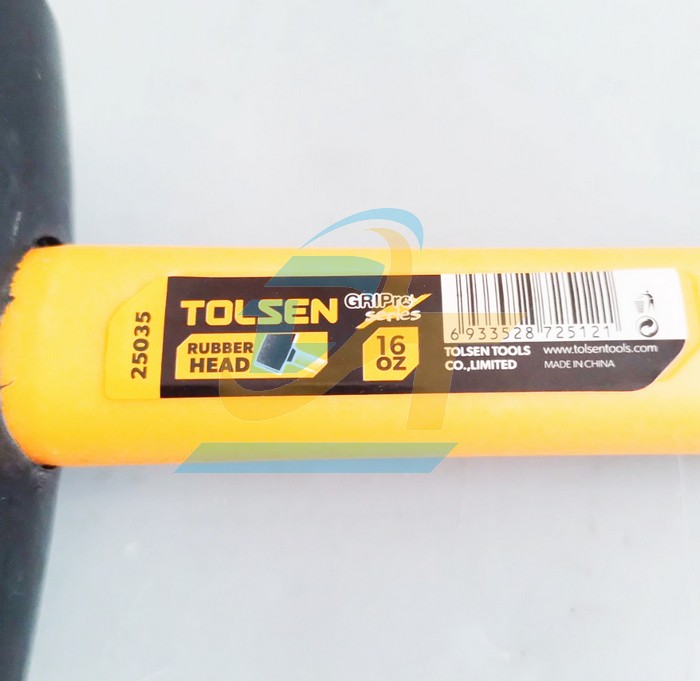 25035
TOLSEN
GRIPro
series
RUBBER
HEAD
16
OZ
6 933528 725121
TOLSEN TOOLS
CO.,LIMITED
www.tolsentools.com
MADE IN CHINA